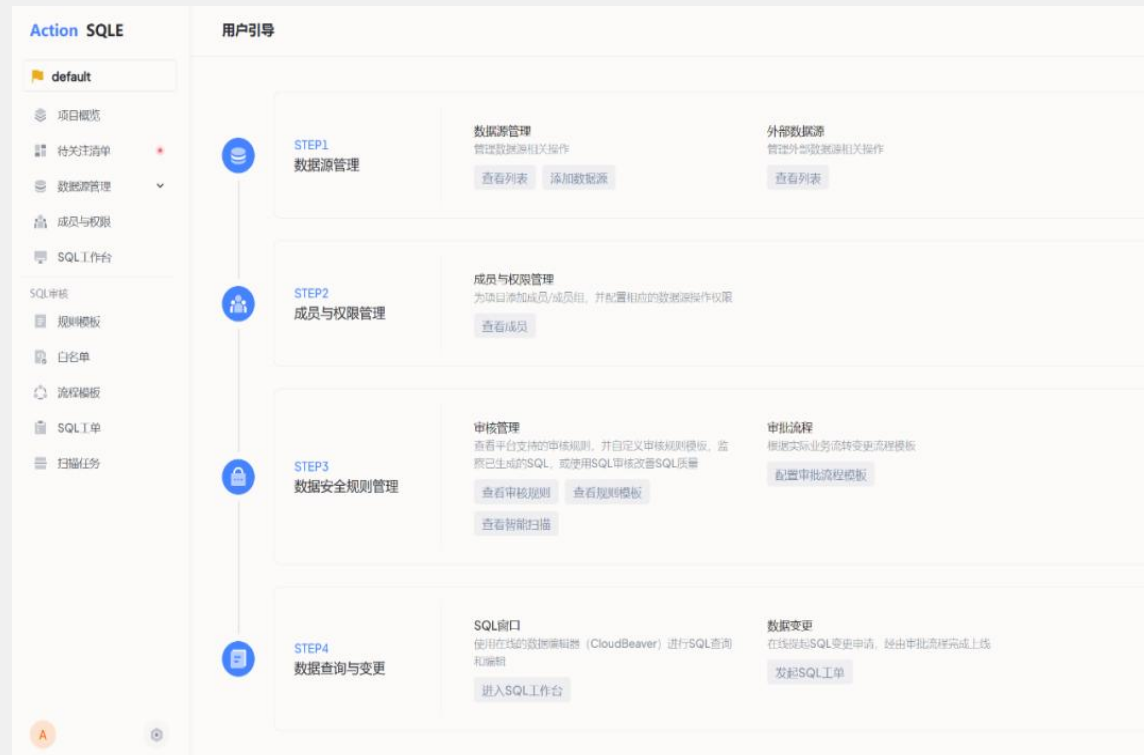 Action SQLE
default
项目概览
待关注清单
数据源管理
成员与权限
SQL工作台
SQL审核
规则模板
白名单
流程模板
SQL工单
扫描任务
A
用户引导
STEP1
数据源管理
数据源管理
管理数据源相关操作
查看列表 添加数据源
外部数据源
管理外部数据源相关操作
查看列表
STEP2
成员与权限管理
成员与权限管理
为项目添加成员/成员组，并配置相应的数据源操作权限
查看成员
STEP3
数据安全规则管理
审核管理
查看平台支持的审核规则，并自定义审核规则模板，监
察已生成的SQL，或使用SQL审核改善SQL质量
查看审核规则 查看规则模板
查看智能扫描
审批流程
根据实际业务流转变更流程模板
配置审批流程模板
STEP4
数据查询与变更
SQL窗口
使用在线的数据编辑器（CloudBeaver）进行SQL查询
和编辑
进入SQL工作台
数据变更
在线提起SQL变更申请，经由审批流程完成上线
发起SQL工单